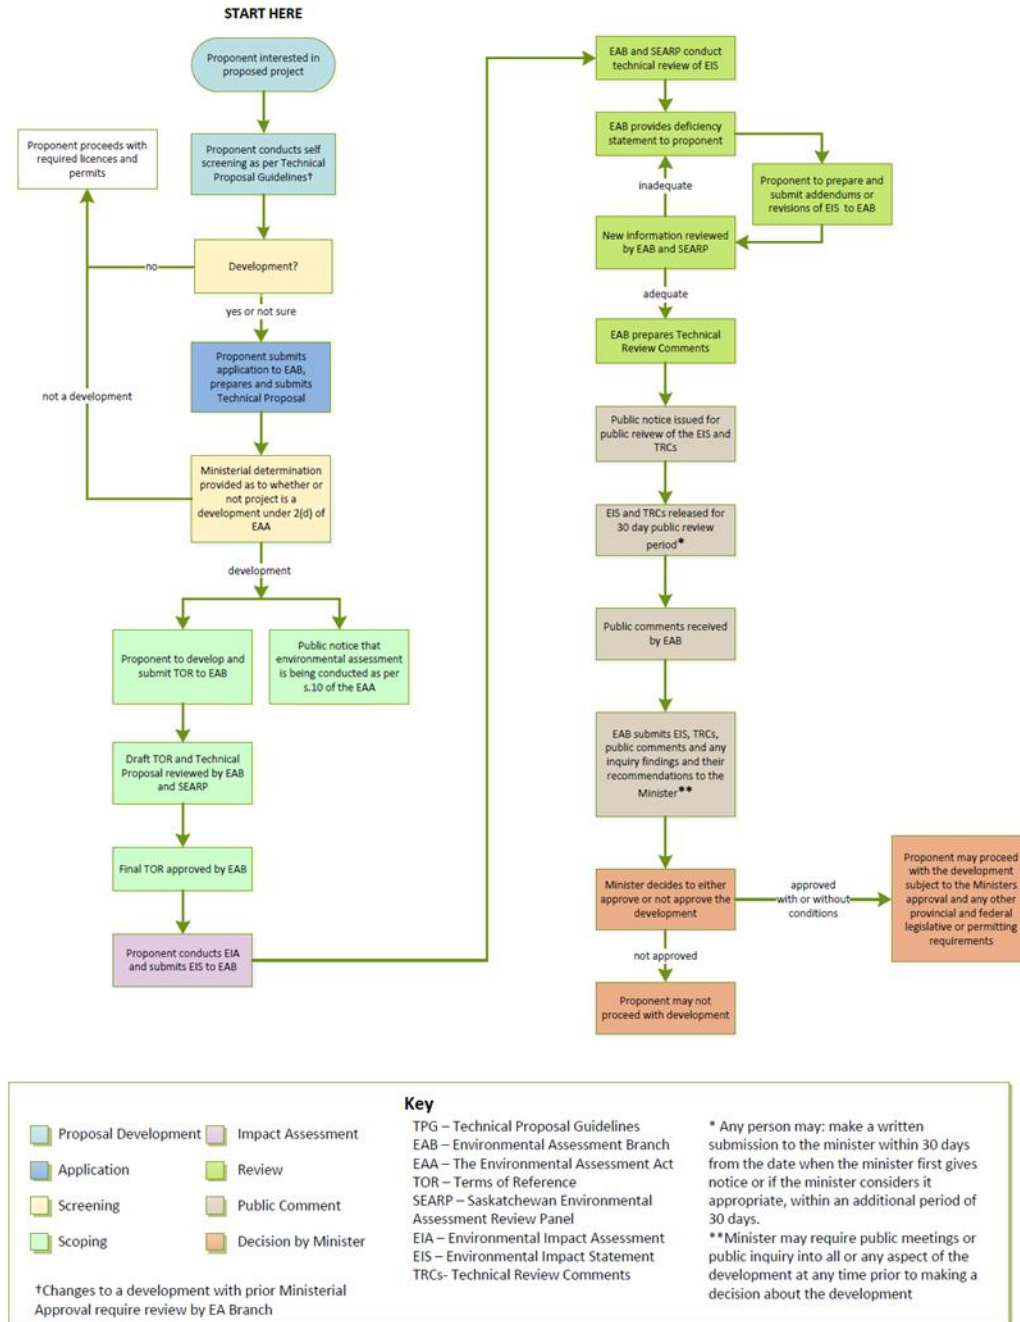 START HERE
Proponent interested in
proposed project
Proponent conducts self
screening as per Technical
Proposal Guidelines†
Proponent proceeds with
required licences and
permits
no
Development?
yes or not sure
Proponent submits
application to EAB,
prepares and submits
Technical Proposal
not a development
Ministerial determination
provided as to whether or
not project is a
development under 2(d) of
EAA
development
Proponent to develop and
submit TOR to EAB
Public notice that
environmental assessment
is being conducted as per
s.10 of the EAA
Draft TOR and Technical
Proposal reviewed by EAB
and SEARP
Final TOR approved by EAB
Proponent conducts EIA
and submits EIS to EAB
EAB and SEARP conduct
technical review of EIS
EAB provides deficiency
statement to proponent
inadequate
Proponent to prepare and
submit addendums or
revisions of EIS to EAB
New information reviewed
by EAB and SEARP
adequate
EAB prepares Technical
Review Comments
Public notice issued for
public reivew of the EIS and
TRCs
EIS and TRCs released for
30 day public review
period*
Public comments received
by EAB
EAB submits EIS, TRCs,
public comments and any
inquiry findings and their
recommendations to the
Minister**
Minister decides to either
approve or not approve the
development
approved
with or without
conditions
Proponent may proceed
with the development
subject to the Ministers
approval and any other
provincial and federal
legislative or permitting
requirements
not approved
Proponent may not
proceed with development
Key
Proposal Development
Application
Screening
Scoping
Impact Assessment
Review
Public Comment
Decision by Minister
†Changes to a development with prior Ministerial
Approval require review by EA Branch
TPG – Technical Proposal Guidelines
EAB – Environmental Assessment Branch
EAA – The Environmental Assessment Act
TOR – Terms of Reference
SEARP – Saskatchewan Environmental
Assessment Review Panel
EIA – Environmental Impact Assessment
EIS – Environmental Impact Statement
TRCs- Technical Review Comments
* Any person may: make a written
submission to the minister within 30 days
from the date when the minister first gives
notice or if the minister considers it
appropriate, within an additional period of
30 days.
**Minister may require public meetings or
public inquiry into all or any aspect of the
development at any time prior to making a
decision about the development